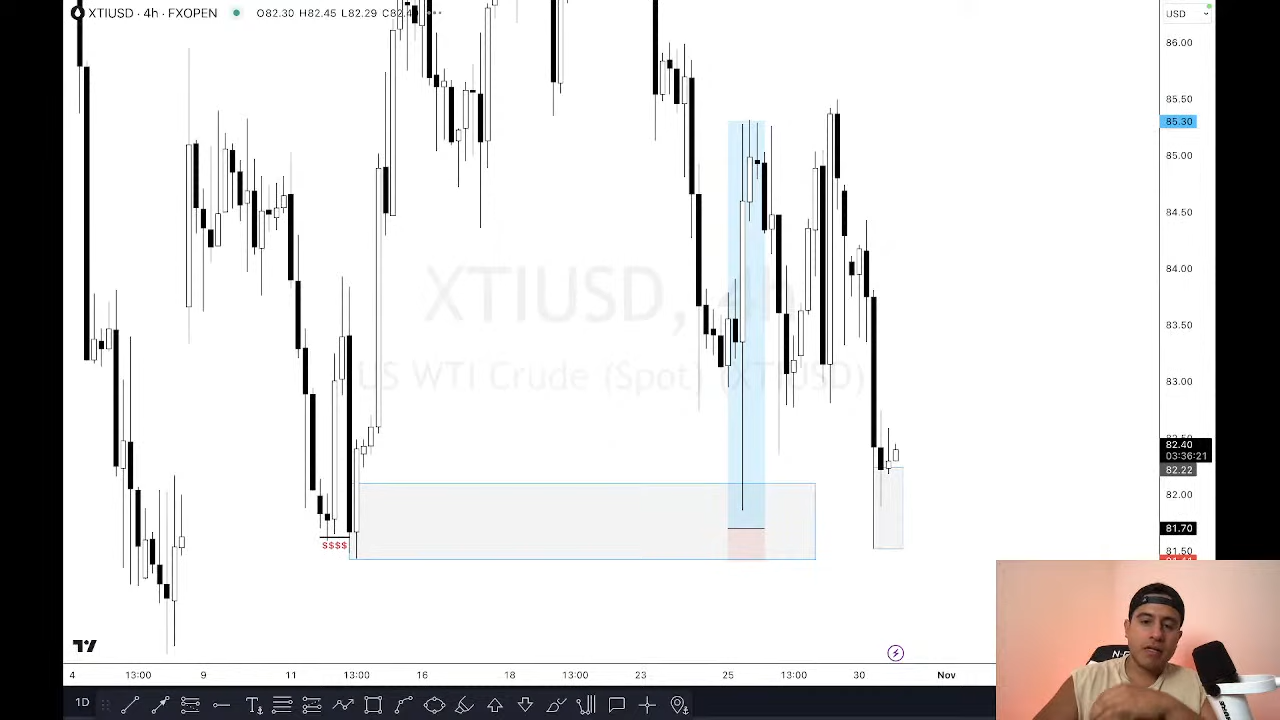 XTIUSD · 4h · FXOPEN
O82.30 H82.45 L82.29 C82.40
USD
86.00
85.50
85.30
85.00
84.50
84.00
83.50
83.00
82.50
82.40
03:36:21
82.22
82.00
81.70
81.50
XTIUSD, 4h
US WTI Crude (Spot) (XTIUSD)
$$$$
4 13:00 9 11 13:00 16 18 13:00 23 25 13:00 30 Nov
1D